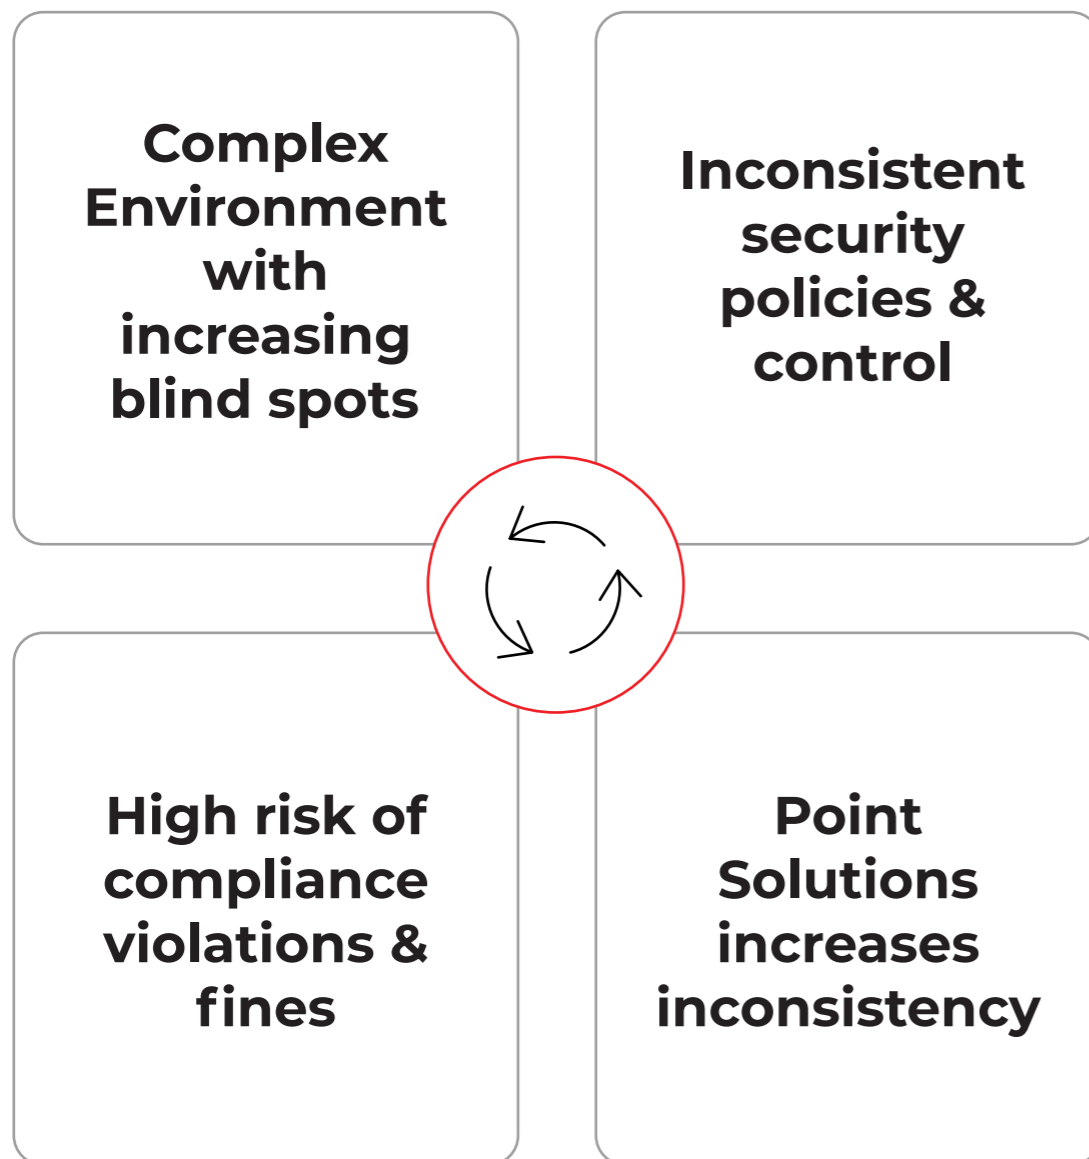 Complex
Environment
with
increasing
blind spots
Inconsistent
security
policies &
control
High risk of
compliance
violations &
fines
Point
Solutions
increases
inconsistency